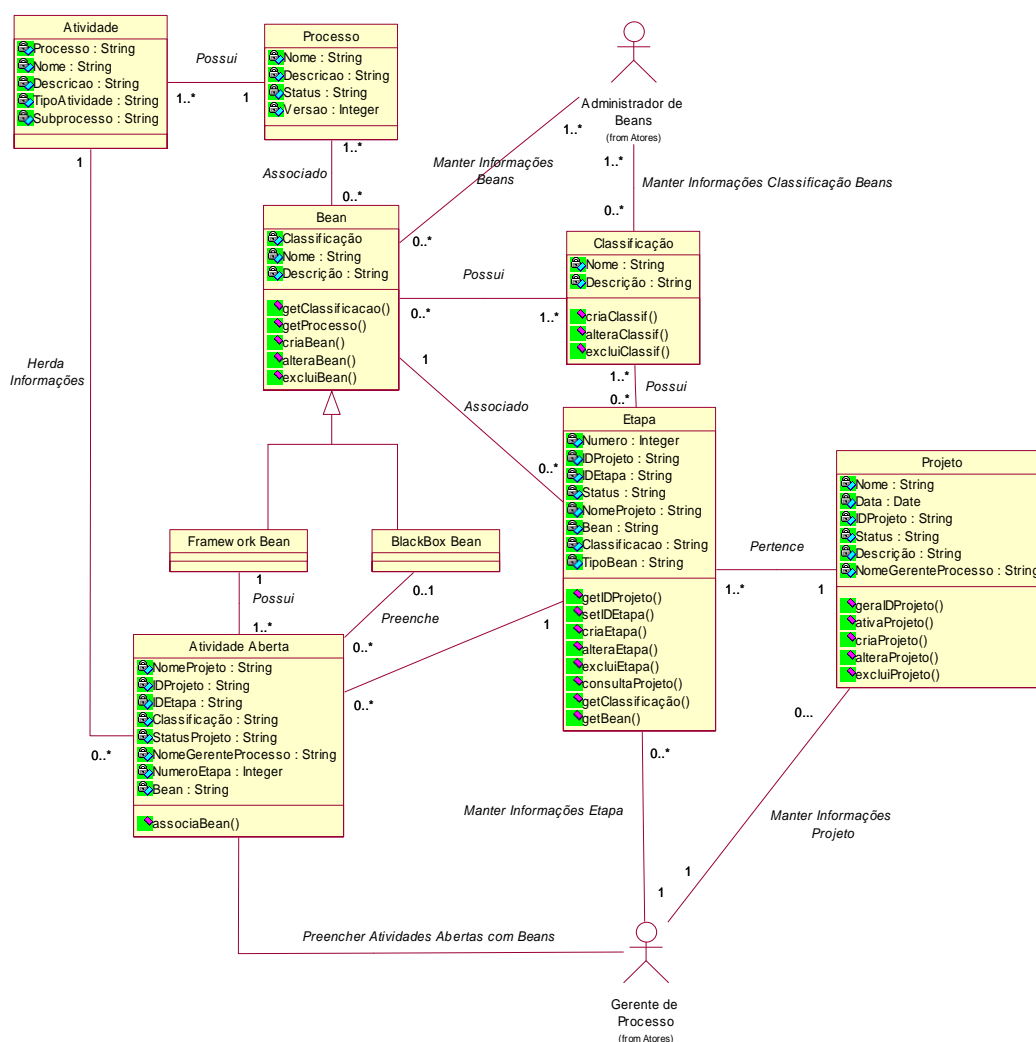 Atividade
Processo : String
Nome : String
Descricao : String
TipoAtividade : String
Subprocesso : String
Possui
1..*
1
Processo
Nome : String
Descricao : String
Status : String
Versao : Integer
Administrador de
Beans
(from Atores)
1
1..*
Associado
0..*
Manter Informações
Beans
1..*
0..*
1..*
Manter Informações Classificação Beans
0..*
Bean
Classificação
Nome : String
Descrição : String
getClassificacao()
getProcesso()
criaBean()
alteraBean()
excluiBean()
Possui
0..*
1..*
Classificação
Nome : String
Descrição : String
criaClassif()
alteraClassif()
excluiClassif()
Herda
Informações
1
Associado
0..*
1..*
Possui
0..*
Etapa
Numero : Integer
IDProjeto : String
IDEtapa : String
Status : String
NomeProjeto : String
Bean : String
Classificacao : String
TipoBean : String
getIDProjeto()
setIDEtapa()
criaEtapa()
alteraEtapa()
excluiEtapa()
consultaProjeto()
getClassificação()
getBean()
Projeto
Nome : String
Data : Date
IDProjeto : String
Status : String
Descrição : String
NomeGerenteProcesso : String
geraIDProjeto()
ativaProjeto()
criaProjeto()
alteraProjeto()
excluiProjeto()
Pertence
1..*
1
Framework Bean
BlackBox Bean
1
Possui
1..*
0..1
Preenche
0..*
1
0..*
Atividade Aberta
NomeProjeto : String
IDProjeto : String
IDEtapa : String
Classificação : String
StatusProjeto : String
NomeGerenteProcesso : String
NumeroEtapa : Integer
Bean : String
associaBean()
0..*
0..*
Manter Informações Etapa
1
0...
Manter Informações
Projeto
1
Preencher Atividades Abertas com Beans
Gerente de
Processo
(from Atores)